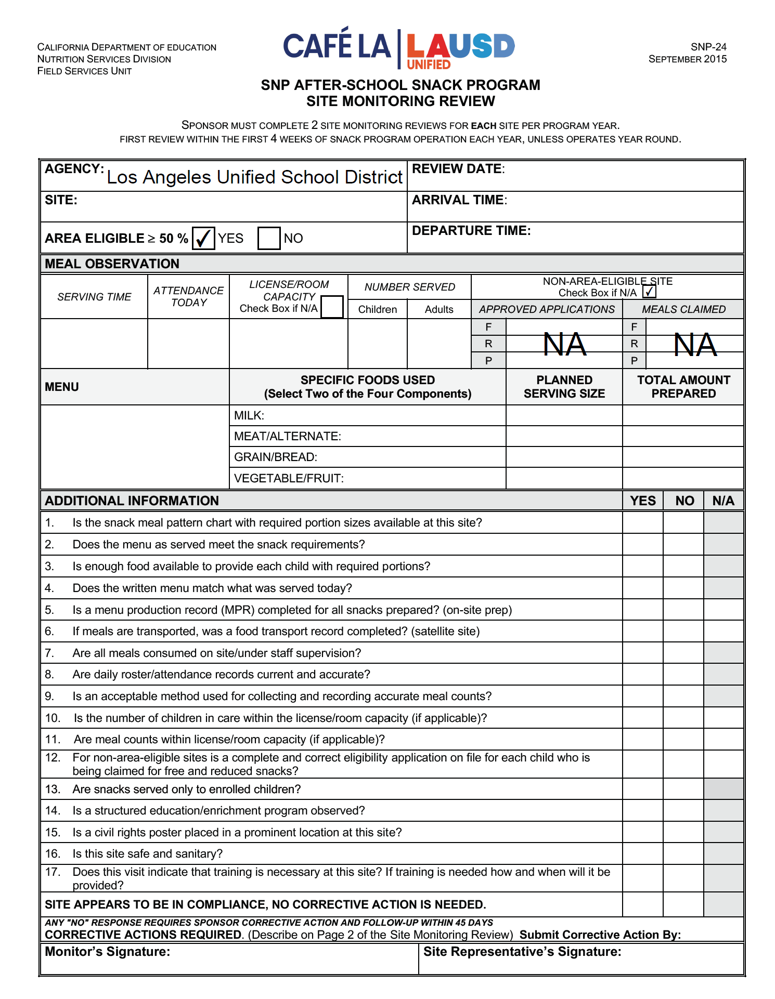 CALIFORNIA DEPARTMENT OF EDUCATION
NUTRITION SERVICES DIVISION
FIELD SERVICES UNIT
CAFÉ LA LAUSD
UNIFIED
SNP-24
SEPTEMBER 2015
SNP AFTER-SCHOOL SNACK PROGRAM
SITE MONITORING REVIEW
SPONSOR MUST COMPLETE 2 SITE MONITORING REVIEWS FOR EACH SITE PER PROGRAM YEAR.
FIRST REVIEW WITHIN THE FIRST 4 WEEKS OF SNACK PROGRAM OPERATION EACH YEAR, UNLESS OPERATES YEAR ROUND.
AGENCY: Los Angeles Unified School District
REVIEW DATE:
SITE:
ARRIVAL TIME:
AREA ELIGIBLE ≥ 50 % ✓ YES NO
DEPARTURE TIME:
MEAL OBSERVATION
SERVING TIME
ATTENDANCE
TODAY
LICENSE/ROOM
CAPACITY
Check Box if N/A
NUMBER SERVED
Children Adults
NON-AREA-ELIGIBLE SITE
Check Box if N/A ✓
APPROVED APPLICATIONS MEALS CLAIMED
F F
R NA R NA
P P
MENU
SPECIFIC FOODS USED
(Select Two of the Four Components)
PLANNED
SERVING SIZE
TOTAL AMOUNT
PREPARED
MILK:
MEAT/ALTERNATE:
GRAIN/BREAD:
VEGETABLE/FRUIT:
ADDITIONAL INFORMATION YES NO N/A
1. Is the snack meal pattern chart with required portion sizes available at this site?
2. Does the menu as served meet the snack requirements?
3. Is enough food available to provide each child with required portions?
4. Does the written menu match what was served today?
5. Is a menu production record (MPR) completed for all snacks prepared? (on-site prep)
6. If meals are transported, was a food transport record completed? (satellite site)
7. Are all meals consumed on site/under staff supervision?
8. Are daily roster/attendance records current and accurate?
9. Is an acceptable method used for collecting and recording accurate meal counts?
10. Is the number of children in care within the license/room capacity (if applicable)?
11. Are meal counts within license/room capacity (if applicable)?
12. For non-area-eligible sites is a complete and correct eligibility application on file for each child who is
being claimed for free and reduced snacks?
13. Are snacks served only to enrolled children?
14. Is a structured education/enrichment program observed?
15. Is a civil rights poster placed in a prominent location at this site?
16. Is this site safe and sanitary?
17. Does this visit indicate that training is necessary at this site? If training is needed how and when will it be
provided?
SITE APPEARS TO BE IN COMPLIANCE, NO CORRECTIVE ACTION IS NEEDED.
ANY "NO" RESPONSE REQUIRES SPONSOR CORRECTIVE ACTION AND FOLLOW-UP WITHIN 45 DAYS
CORRECTIVE ACTIONS REQUIRED. (Describe on Page 2 of the Site Monitoring Review) Submit Corrective Action By:
Monitor’s Signature:
Site Representative’s Signature: